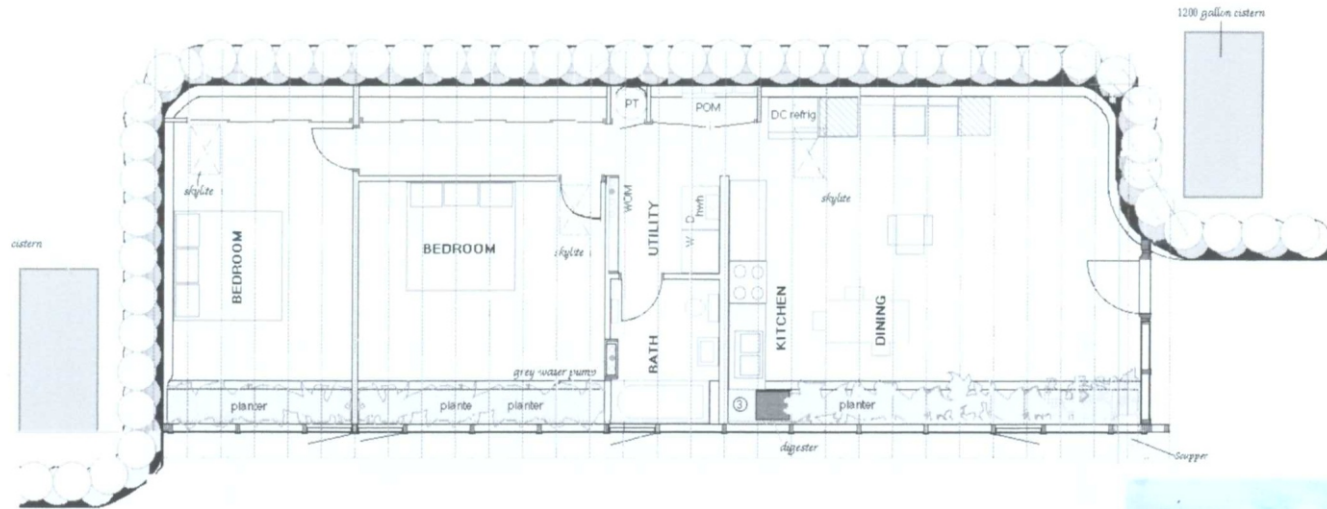 1200 gallon cistern
PT
POM
DC refrig
skylite
skylite
skylite
WOM
UTILITY
W D
hwh
cistern
BEDROOM
BEDROOM
KITCHEN
DINING
BATH
grey water pump
planter
plante
planter
③
planter
digester
Scupper